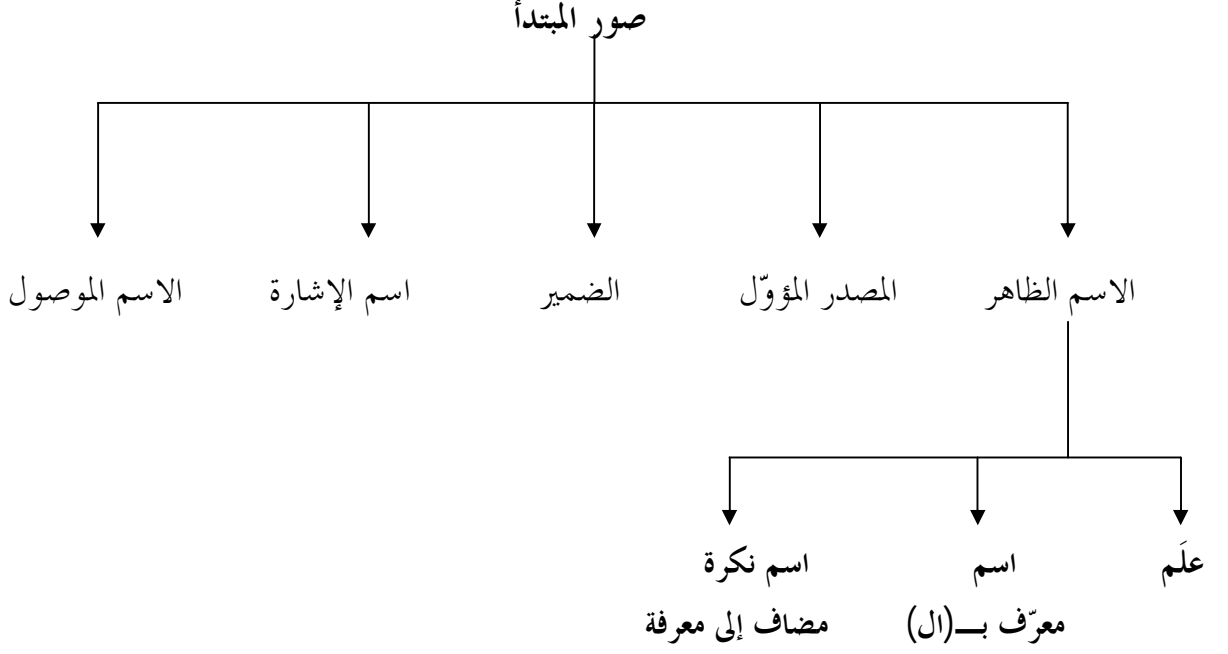 صور المبتدأ
الاسم الظاهر المصدر المؤوّل الضمير اسم الإشارة الاسم الموصول
علَم اسم اسم نكرة
معرّف بـــ(ال) مضاف إلى معرفة